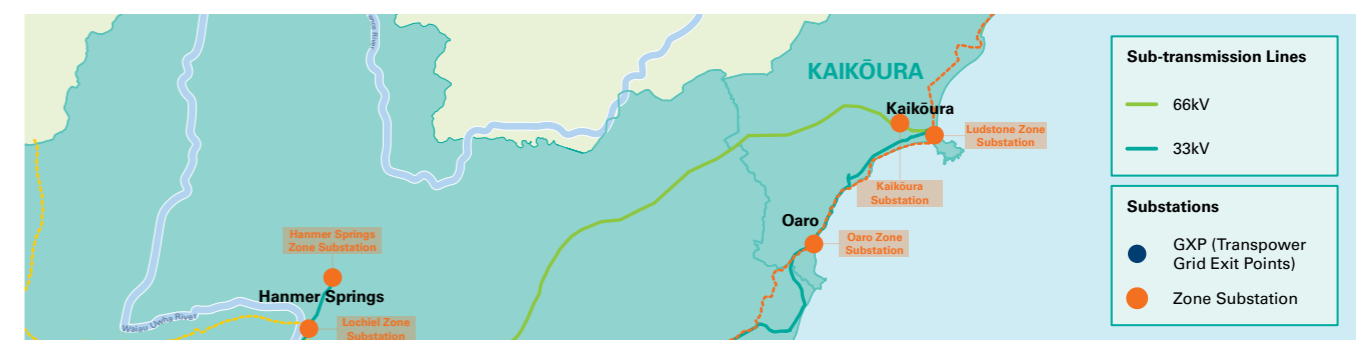 KAIKŌURA
Kaikōura
Ludstone Zone
Substation
Kaikōura
Substation
Oaro
Oaro Zone
Substation
Hanmer Springs
Zone Substation
Hanmer Springs
Lochiel Zone
Substation
Waiau Uwha River
River
Sub-transmission Lines
66kV
33kV
Substations
GXP (Transpower
Grid Exit Points)
Zone Substation